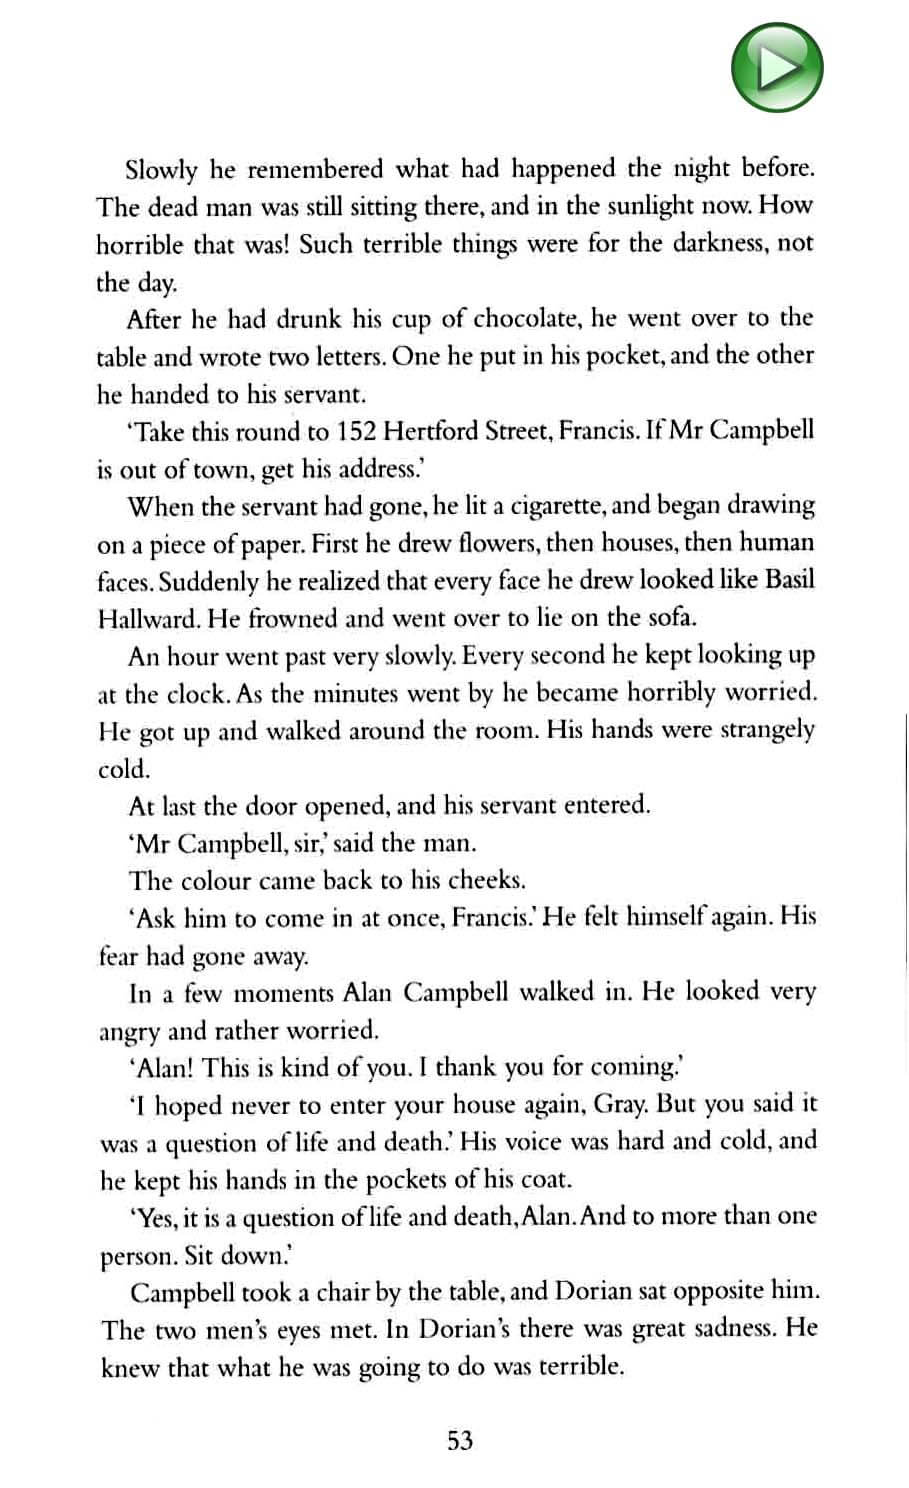 Slowly he remembered what had happened the night before.
The dead man was still sitting there, and in the sunlight now. How
horrible that was! Such terrible things were for the darkness, not
the day.
After he had drunk his cup of chocolate, he went over to the
table and wrote two letters. One he put in his pocket, and the other
he handed to his servant.
‘Take this round to 152 Hertford Street, Francis. If Mr Campbell
is out of town, get his address.’
When the servant had gone, he lit a cigarette, and began drawing
on a piece of paper. First he drew flowers, then houses, then human
faces. Suddenly he realized that every face he drew looked like Basil
Hallward. He frowned and went over to lie on the sofa.
An hour went past very slowly. Every second he kept looking up
at the clock. As the minutes went by he became horribly worried.
He got up and walked around the room. His hands were strangely
cold.
At last the door opened, and his servant entered.
‘Mr Campbell, sir,’ said the man.
The colour came back to his cheeks.
‘Ask him to come in at once, Francis.’ He felt himself again. His
fear had gone away.
In a few moments Alan Campbell walked in. He looked very
angry and rather worried.
‘Alan! This is kind of you. I thank you for coming.’
‘I hoped never to enter your house again, Gray. But you said it
was a question of life and death.’ His voice was hard and cold, and
he kept his hands in the pockets of his coat.
‘Yes, it is a question of life and death, Alan. And to more than one
person. Sit down.’
Campbell took a chair by the table, and Dorian sat opposite him.
The two men’s eyes met. In Dorian’s there was great sadness. He
knew that what he was going to do was terrible.
53